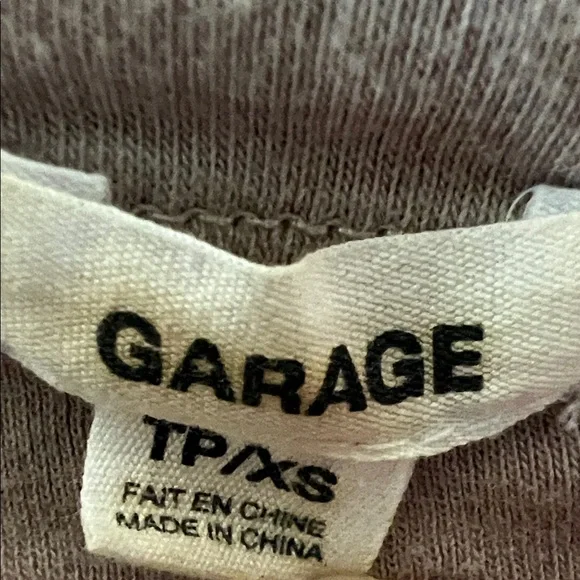 GARAGE
TP/XS
FAIT EN CHINE
MADE IN CHINA